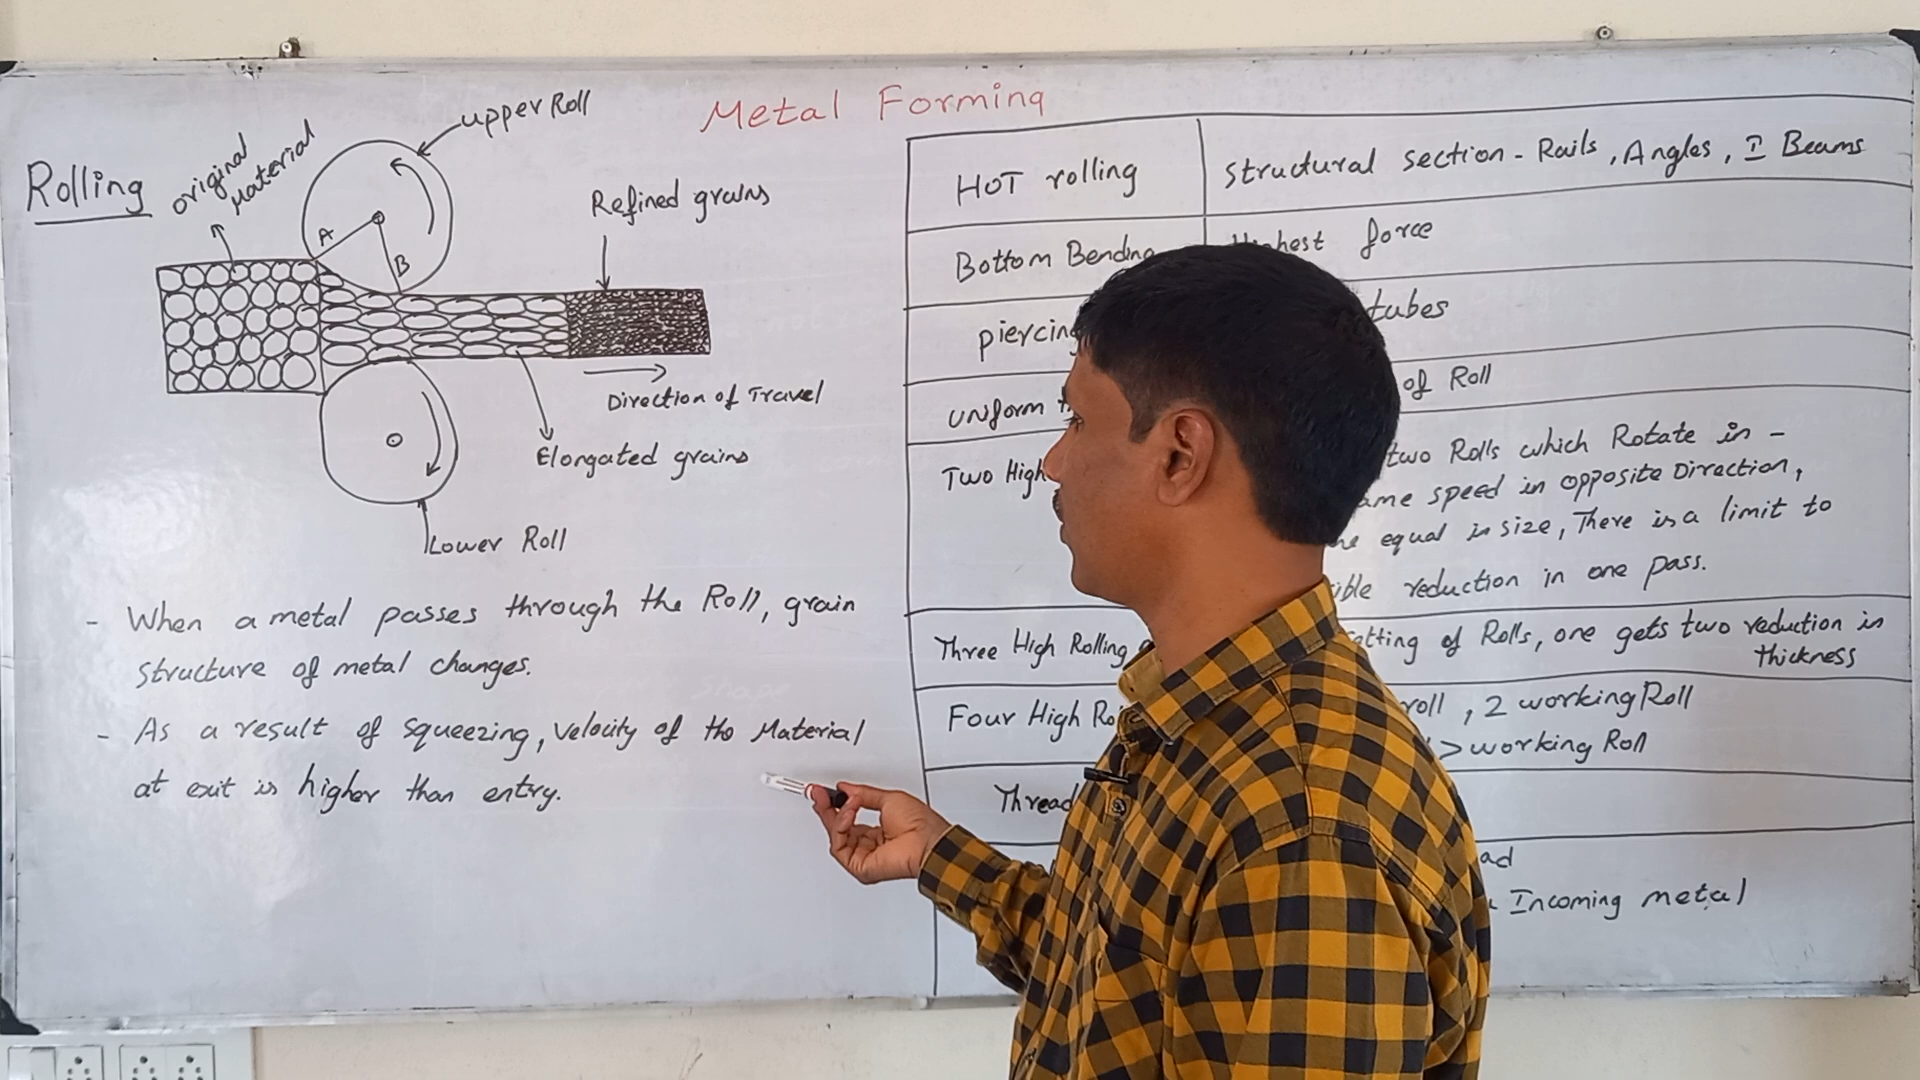 Metal Forming
Rolling
original
Material
upper Roll
A
B
Refined grains
Direction of Travel
Elongated grains
Lower Roll
- When a metal passes through the Roll, grain
structure of metal changes.
- As a result of squeezing, velocity of the Material
at exit is higher than entry.
HOT rolling
structural section - Rails, Angles, I Beams
Bottom Bending
force
piercing
tubes
uniform
of Roll
Two High
two Rolls which Rotate in -
speed in opposite Direction,
equal in size, There is a limit to
reduction in one pass.
Three High Rolling
of Rolls, one gets two reduction in
thickness
Four High
roll, 2 working Roll
> working Roll
Thread
Incoming metal